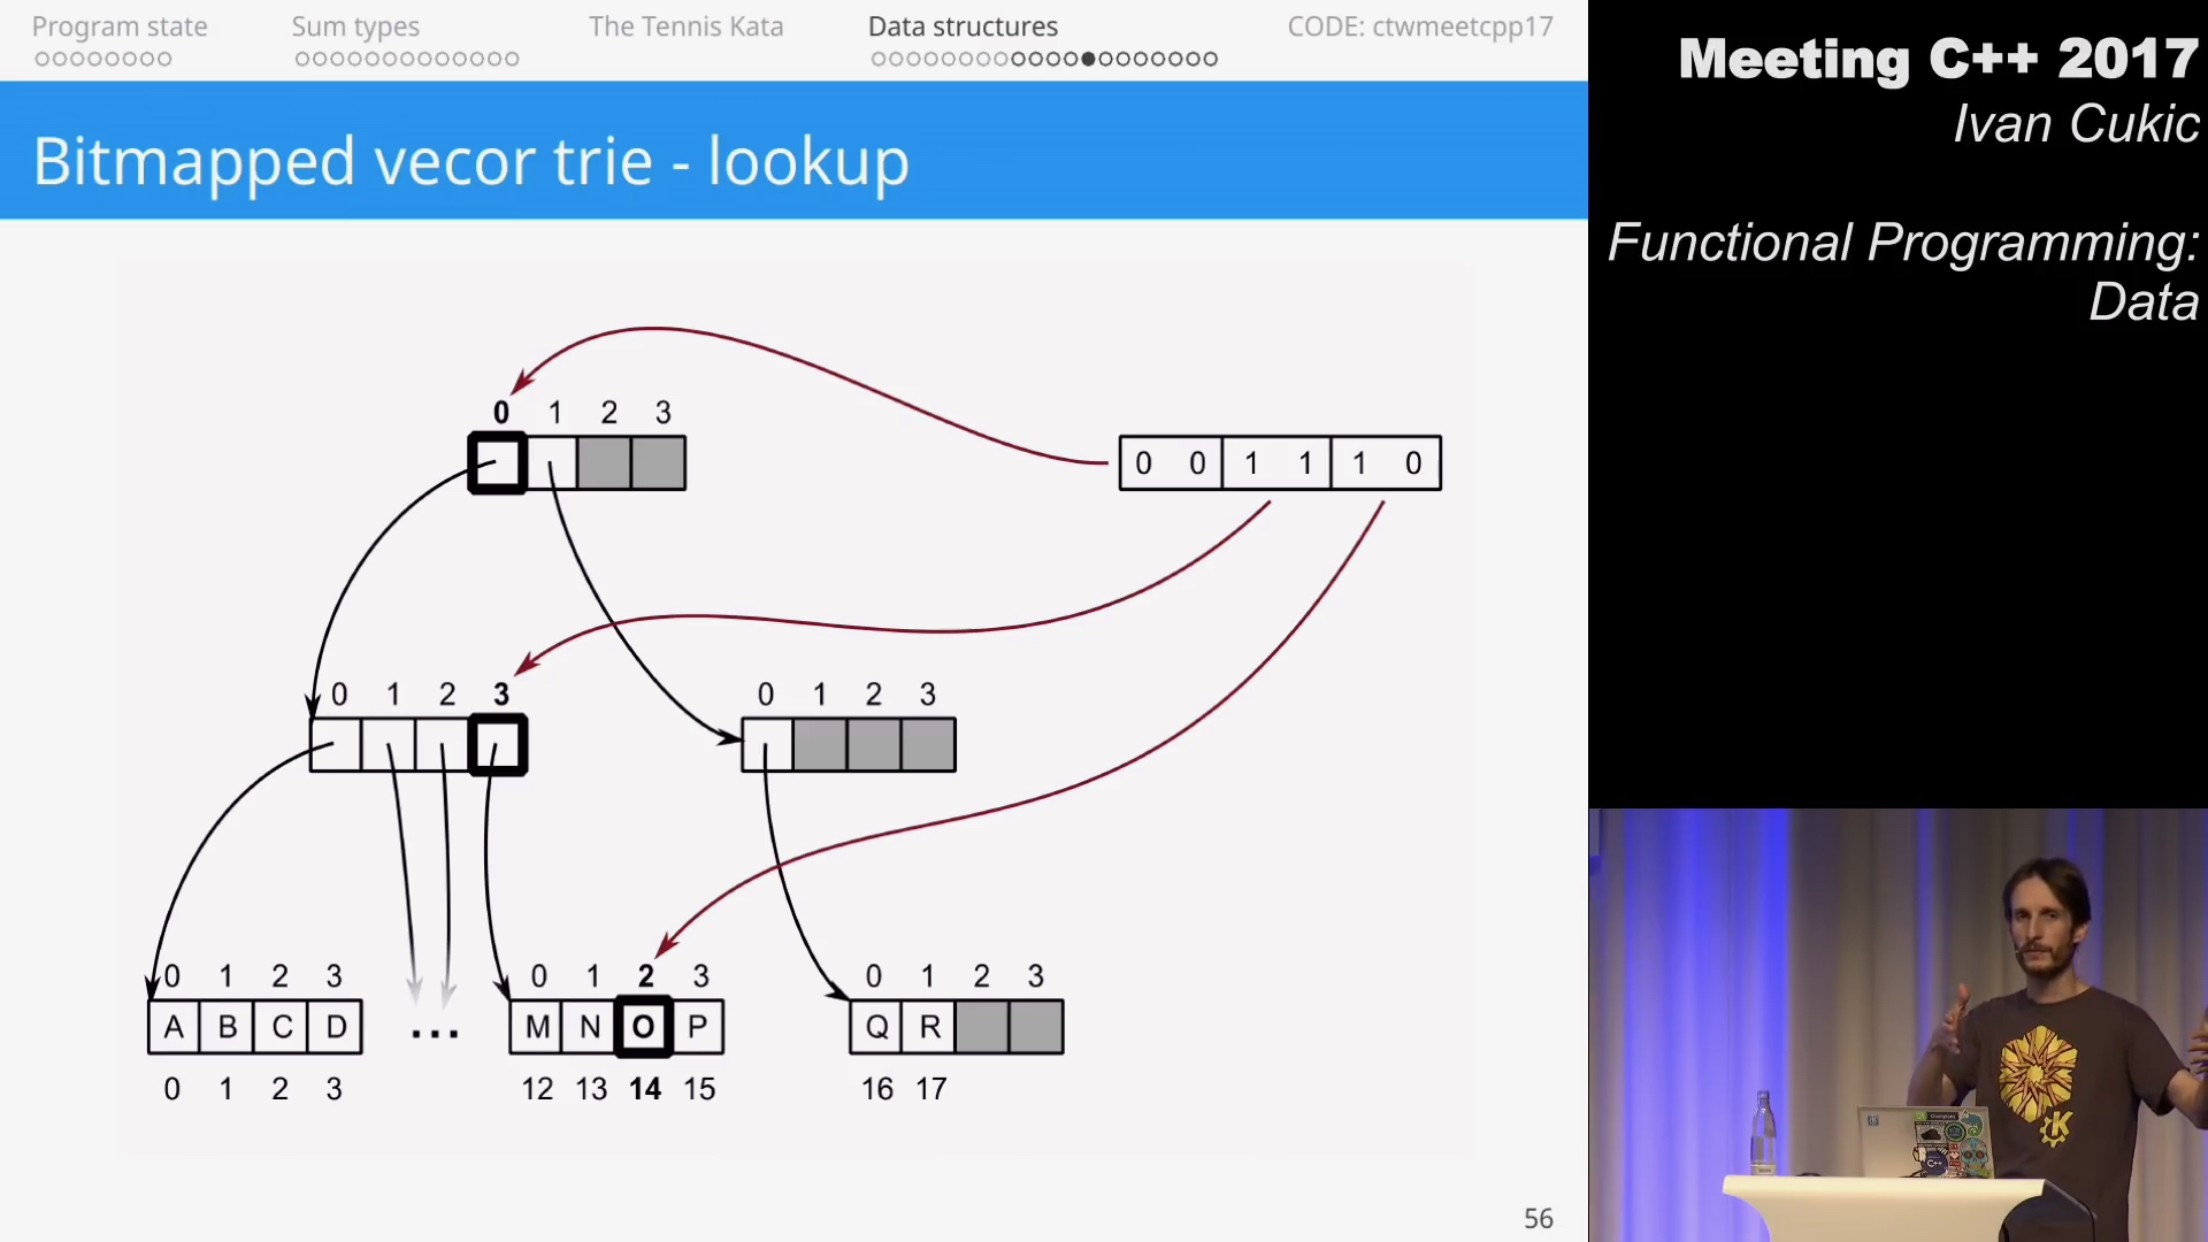 Program state Sum types The Tennis Kata Data structures CODE: ctwmeetcpp17
Bitmapped vecor trie - lookup
0 1 2 3
0 0 1 1 1 0
0 1 2 3 0 1 2 3
0 1 2 3 0 1 2 3 0 1 2 3
A B C D ... M N O P Q R
0 1 2 3 12 13 14 15 16 17
56
Meeting C++ 2017
Ivan Cukic
Functional Programming:
Data
K
C++